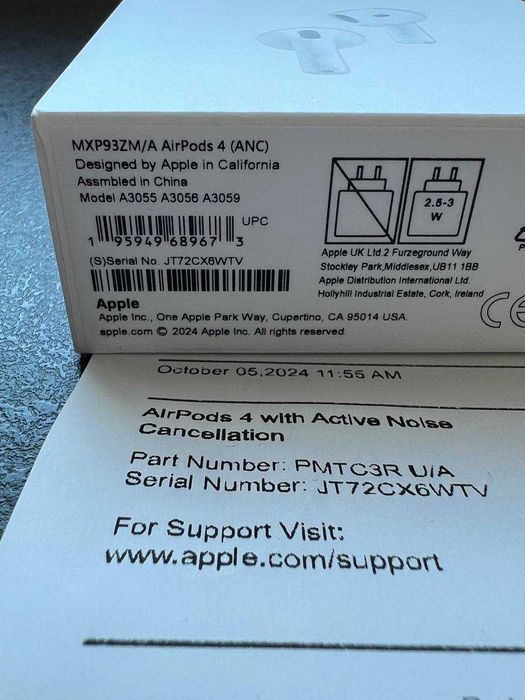 MXP93ZM/A AirPods 4 (ANC)
Designed by Apple in California
Assmbled in China
Model A3055 A3056 A3059
UPC
1 95949 68967 3
(S)Serial No. JT72CX6WTV
Apple
Apple Inc., One Apple Park Way, Cupertino, CA 95014 USA.
apple.com © 2024 Apple Inc. All rights reserved.
2.5-3
W
Apple UK Ltd.2 Furzeground Way
Stockley Park,Middlesex,UB11 1BB
Apple Distribution International Ltd.
Hollyhill Industrial Estate, Cork, Ireland
CE
October 05,2024 11:55 AM
AirPods 4 with Active Noise
Cancellation
Part Number: PMTC3R U/A
Serial Number: JT72CX6WTV
For Support Visit:
www.apple.com/support